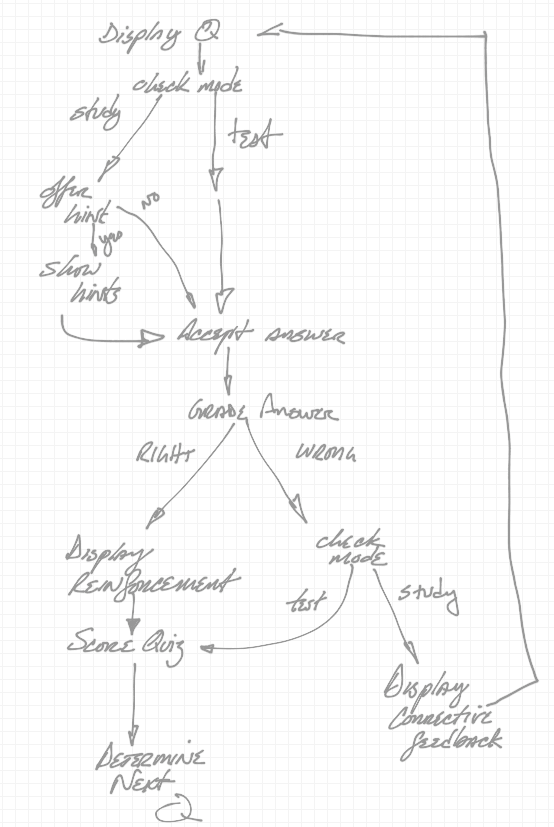 Display Q
check mode
study
test
offer
hint
no
yes
show
hints
Accept answer
Grade Answer
Right
Wrong
Display
Reinforcement
check
mode
test
study
Score Quiz
Display
Corrective
feedback
Determine
Next
Q